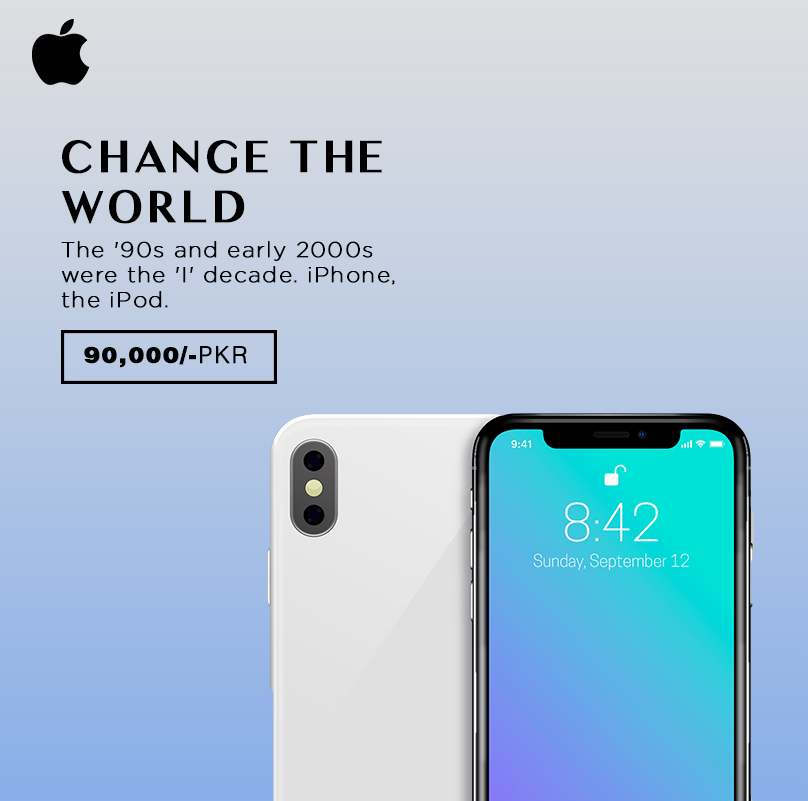 CHANGE THE
WORLD
The '90s and early 2000s
were the 'I' decade. iPhone,
the iPod.
90,000/-PKR
9:41
8:42
Sunday, September 12